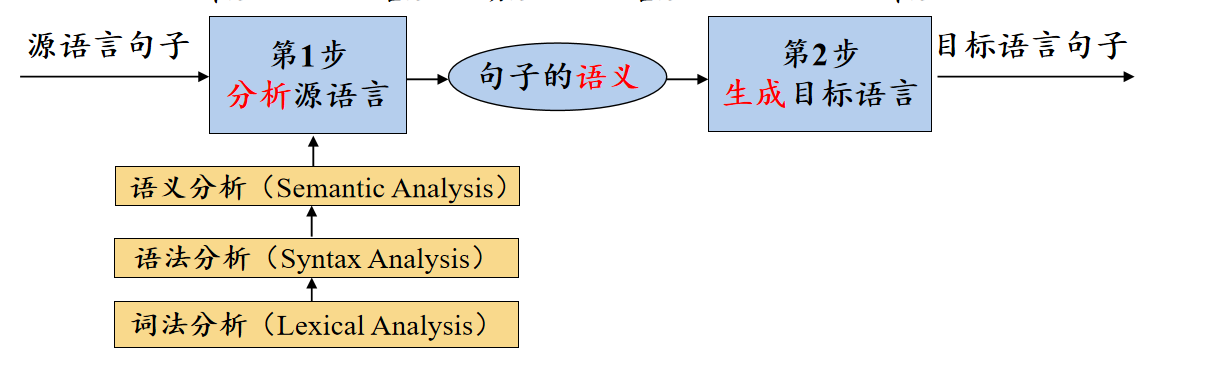 源语言句子
第1步
分析源语言
句子的语义
第2步
生成目标语言
目标语言句子
语义分析（Semantic Analysis）
语法分析（Syntax Analysis）
词法分析（Lexical Analysis）